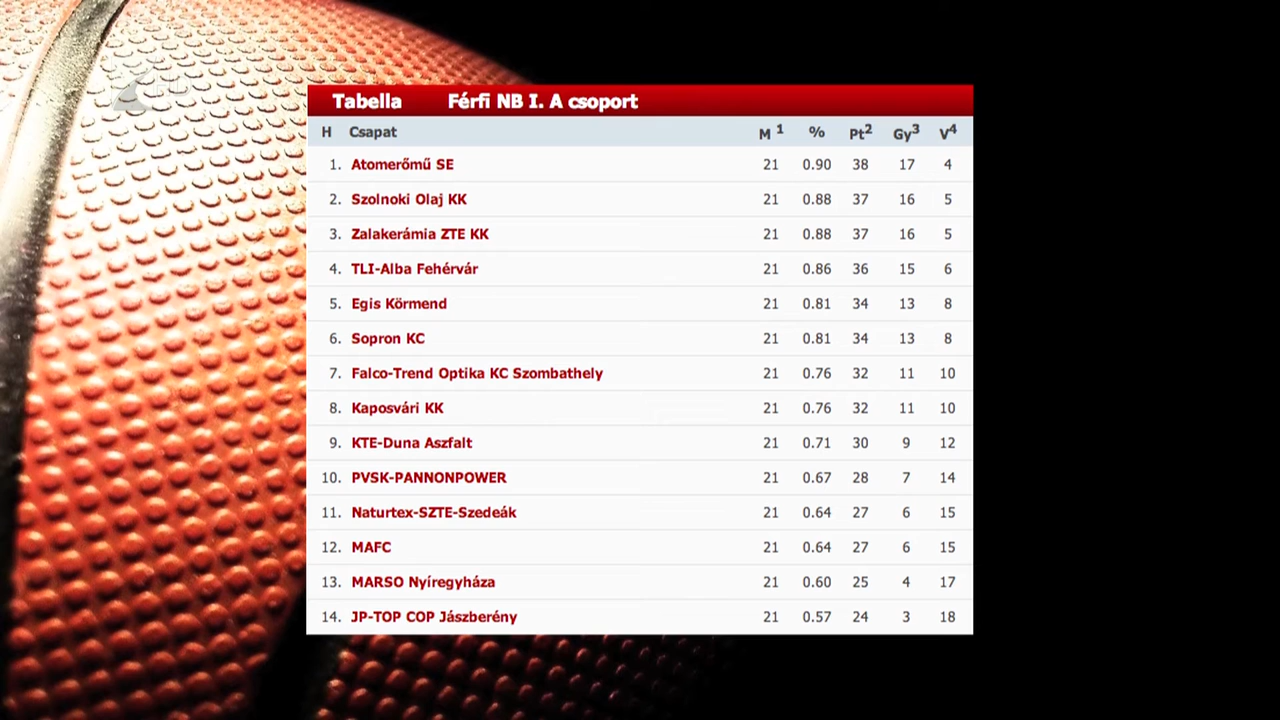 HD
Tabella Férfi NB I. A csoport
H Csapat M ¹ % Pt² Gy³ V⁴
1. Atomerőmű SE 21 0.90 38 17 4
2. Szolnoki Olaj KK 21 0.88 37 16 5
3. Zalakerámia ZTE KK 21 0.88 37 16 5
4. TLI-Alba Fehérvár 21 0.86 36 15 6
5. Egis Körmend 21 0.81 34 13 8
6. Sopron KC 21 0.81 34 13 8
7. Falco-Trend Optika KC Szombathely 21 0.76 32 11 10
8. Kaposvári KK 21 0.76 32 11 10
9. KTE-Duna Aszfalt 21 0.71 30 9 12
10. PVSK-PANNONPOWER 21 0.67 28 7 14
11. Naturtex-SZTE-Szedeák 21 0.64 27 6 15
12. MAFC 21 0.64 27 6 15
13. MARSO Nyíregyháza 21 0.60 25 4 17
14. JP-TOP COP Jászberény 21 0.57 24 3 18